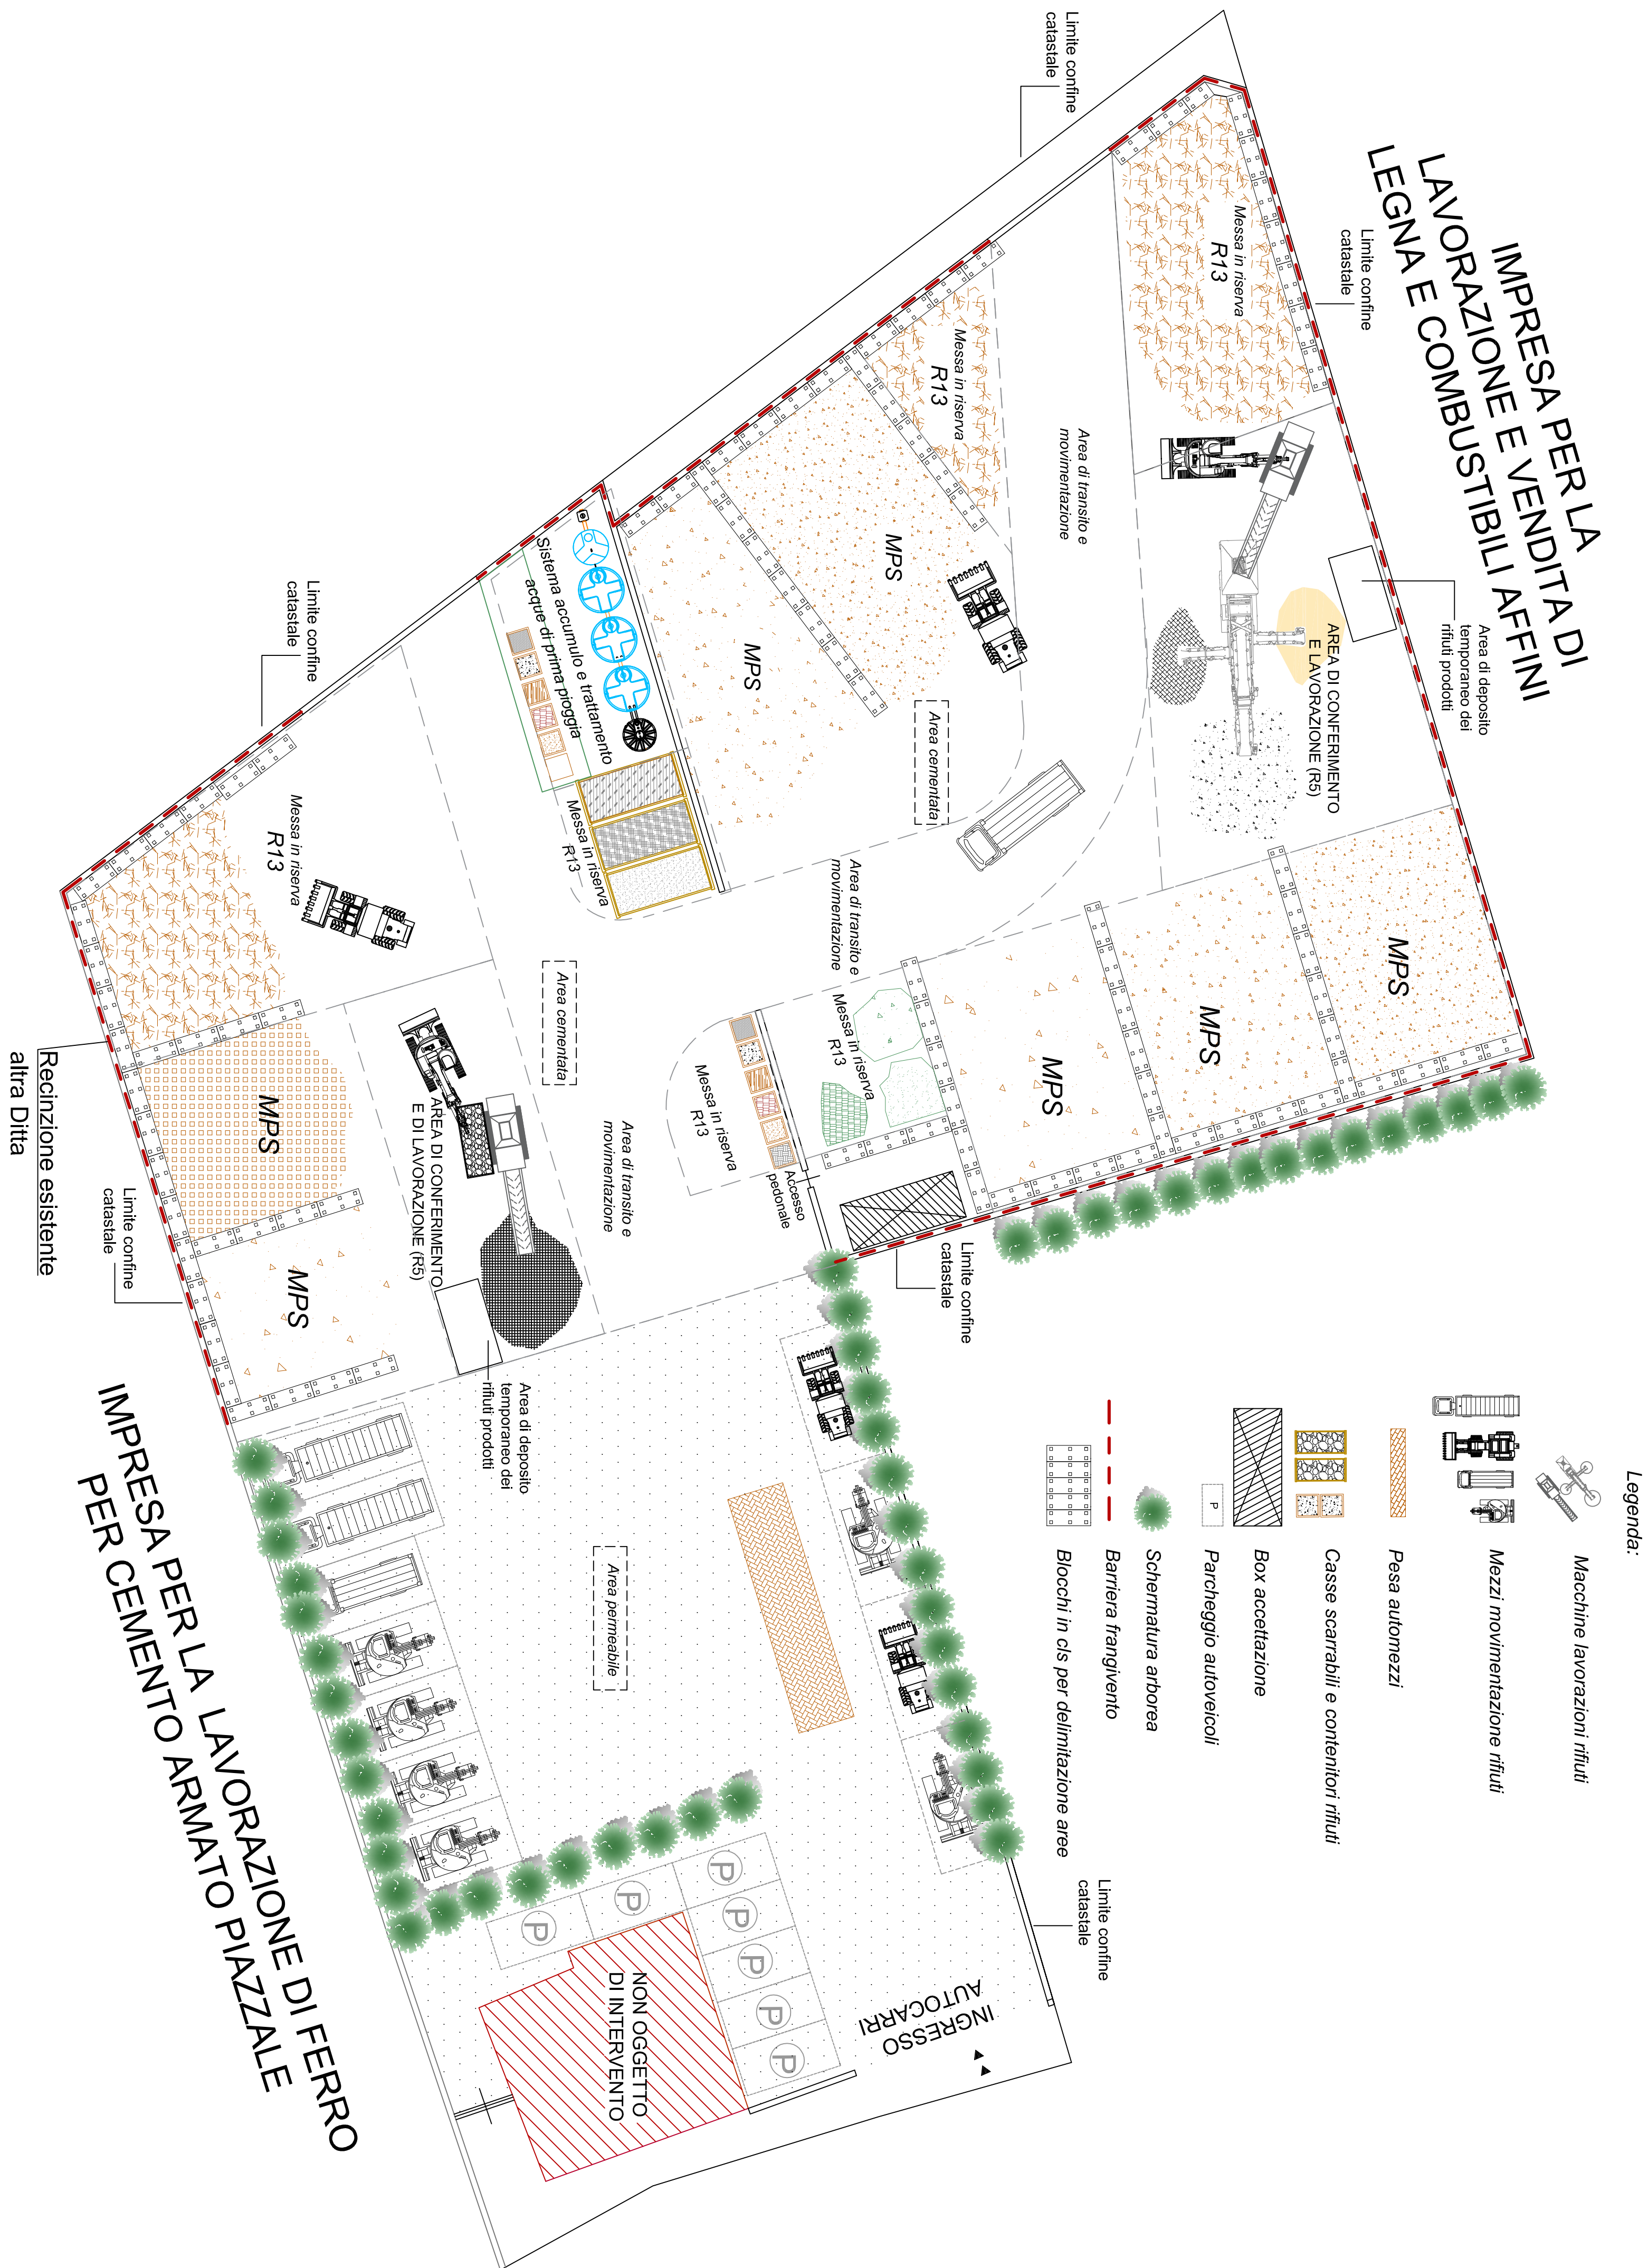 IMPRESA PER LA
LAVORAZIONE E VENDITA DI
LEGNA E COMBUSTIBILI AFFINI
Limite confine
catastale
Limite confine
catastale
Messa in riserva
R13
Area di deposito
temporaneo dei
rifiuti prodotti
AREA DI CONFERIMENTO
E LAVORAZIONE (R5)
Area di transito e
movimentazione
Messa in riserva
R13
MPS
MPS
Area cementata
MPS
MPS
MPS
Area di transito e
movimentazione
Messa in riserva
R13
Sistema accumulo e trattamento
acque di prima pioggia
Messa in riserva
R13
Messa in riserva
R13
Accesso
pedonale
Limite confine
catastale
Limite confine
catastale
Area cementata
Area di transito e
movimentazione
Messa in riserva
R13
AREA DI CONFERIMENTO
E DI LAVORAZIONE (R5)
MPS
MPS
Area di deposito
temporaneo dei
rifiuti prodotti
Recinzione esistente
altra Ditta
Limite confine
catastale
IMPRESA PER LA LAVORAZIONE DI FERRO
PER CEMENTO ARMATO PIAZZALE
Area permeabile
P
P
P
P
P
P
P
NON OGGETTO
DI INTERVENTO
INGRESSO
AUTOCARRI
Limite confine
catastale
Legenda:
Macchine lavorazioni rifiuti
Mezzi movimentazione rifiuti
Pesa automezzi
Casse scarrabili e contenitori rifiuti
Box accettazione
P
Parcheggio autoveicoli
Schermatura arborea
Barriera frangivento
Blocchi in cls per delimitazione aree